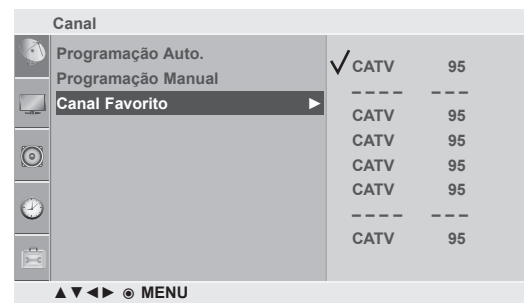 Canal
Programação Auto.
Programação Manual
Canal Favorito ►
✓ CATV 95
---- ---
CATV 95
CATV 95
CATV 95
CATV 95
---- ---
CATV 95
▲▼◄► ◉ MENU